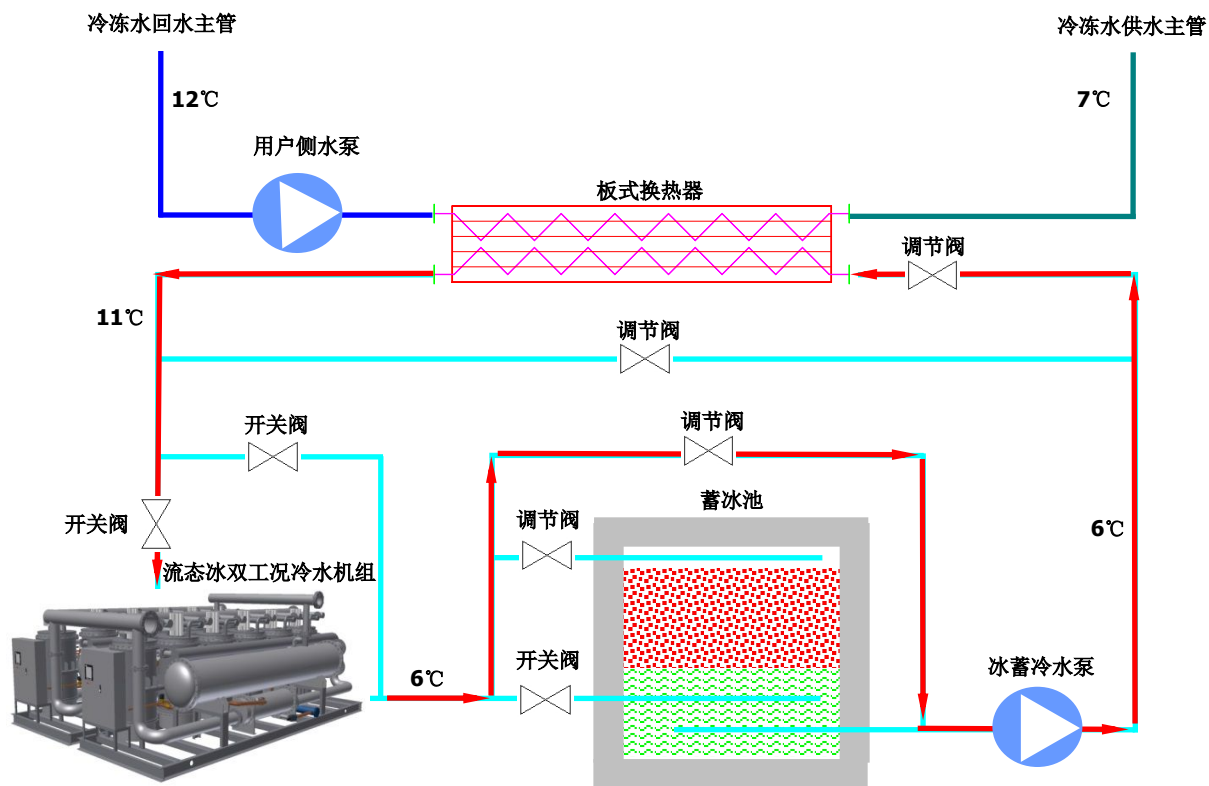 冷冻水回水主管
冷冻水供水主管
12℃
7℃
用户侧水泵
板式换热器
调节阀
11℃
调节阀
开关阀
调节阀
蓄冰池
开关阀
调节阀
6℃
流态冰双工况冷水机组
开关阀
6℃
冰蓄冷水泵